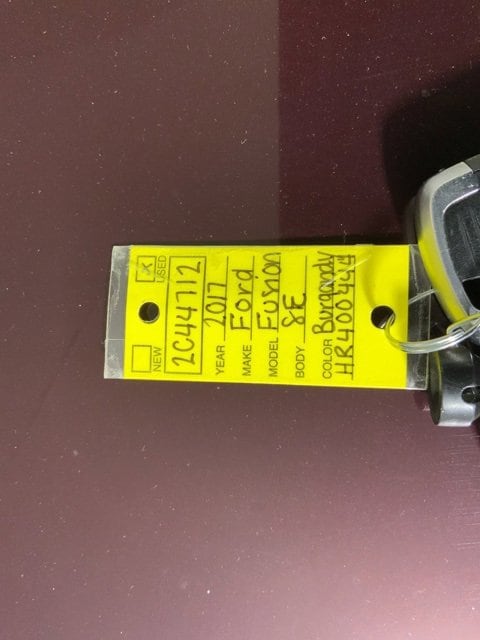 NEW X USED
2C44712
YEAR 2017
MAKE Ford
MODEL Fusion
BODY SE
COLOR Burgandy
HR400444